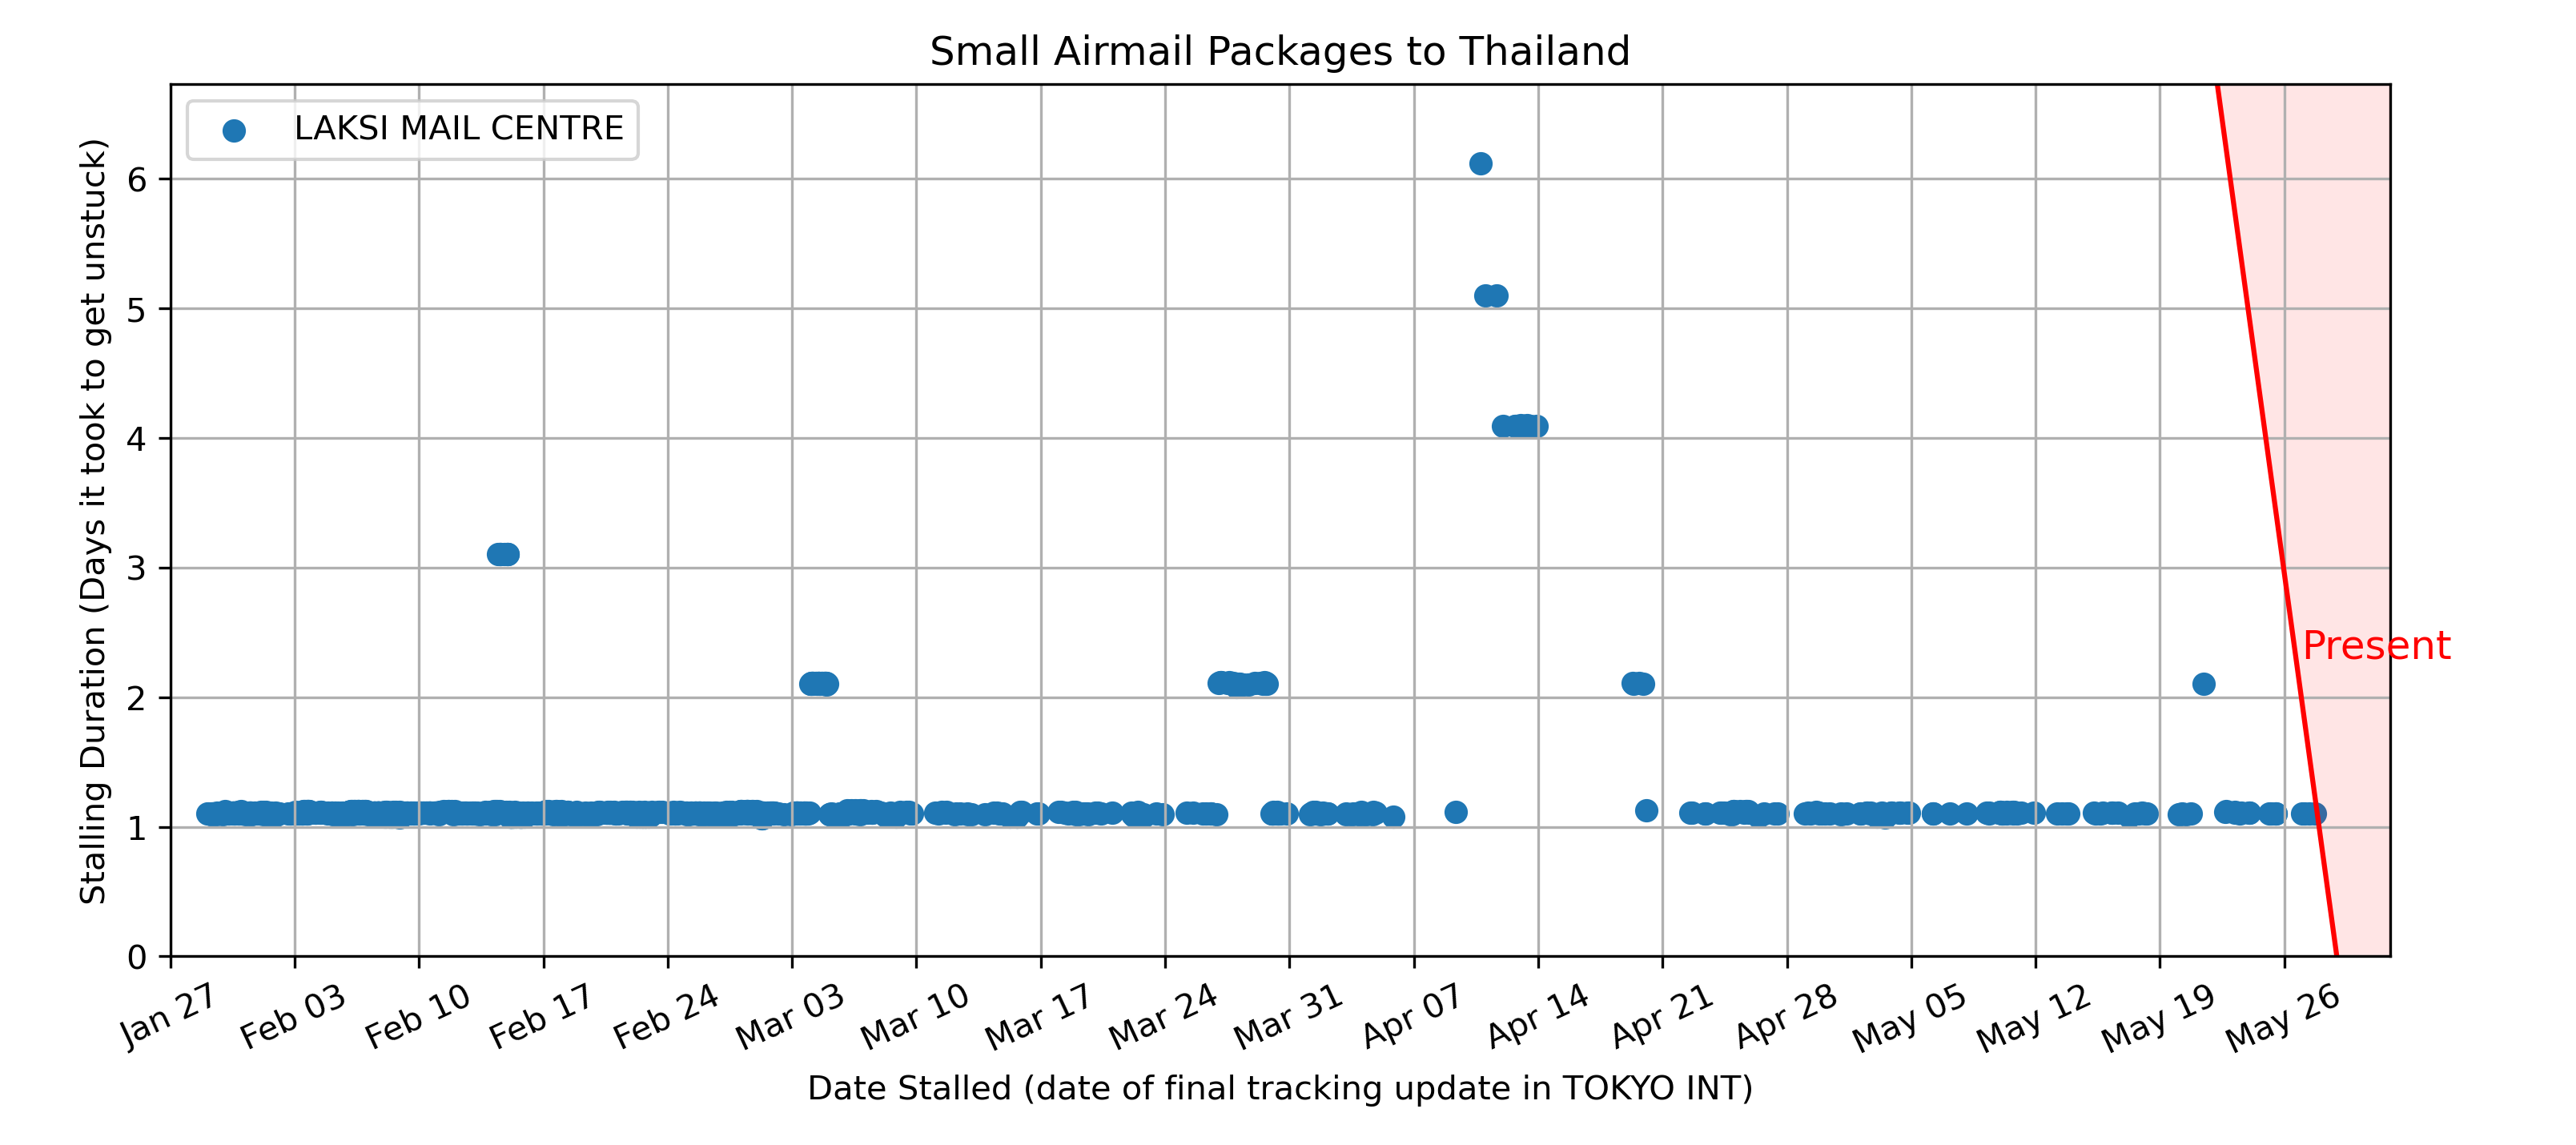 Small Airmail Packages to Thailand
LAKSI MAIL CENTRE
Stalling Duration (Days it took to get unstuck)
6
5
4
3
2
1
0
Present
Jan 27
Feb 03
Feb 10
Feb 17
Feb 24
Mar 03
Mar 10
Mar 17
Mar 24
Mar 31
Apr 07
Apr 14
Apr 21
Apr 28
May 05
May 12
May 19
May 26
Date Stalled (date of final tracking update in TOKYO INT)